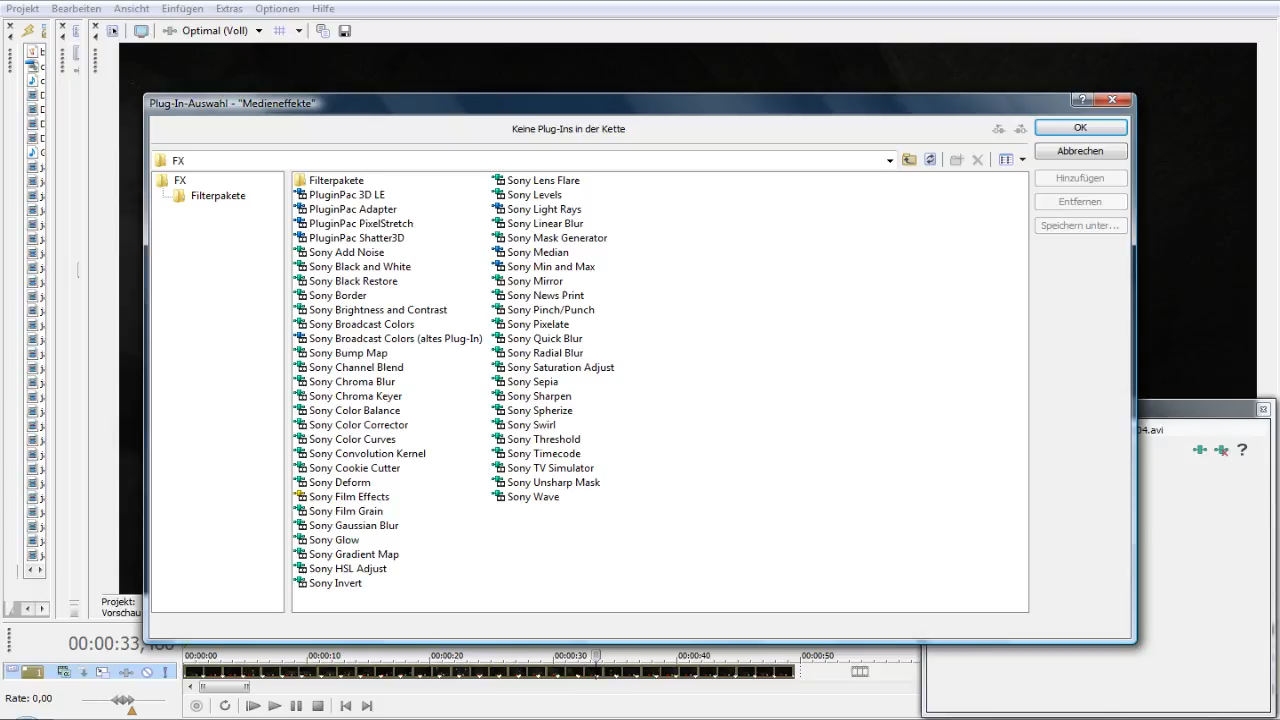 Projekt Bearbeiten Ansicht Einfügen Extras Optionen Hilfe
Optimal (Voll)
Plug-In-Auswahl - "Medieneffekte"
Keine Plug-Ins in der Kette
OK
FX
Abbrechen
Hinzufügen
Entfernen
Speichern unter...
FX
Filterpakete
Filterpakete
PluginPac 3D LE
PluginPac Adapter
PluginPac PixelStretch
PluginPac Shatter3D
Sony Add Noise
Sony Black and White
Sony Black Restore
Sony Border
Sony Brightness and Contrast
Sony Broadcast Colors
Sony Broadcast Colors (altes Plug-In)
Sony Bump Map
Sony Channel Blend
Sony Chroma Blur
Sony Chroma Keyer
Sony Color Balance
Sony Color Corrector
Sony Color Curves
Sony Convolution Kernel
Sony Cookie Cutter
Sony Deform
Sony Film Effects
Sony Film Grain
Sony Gaussian Blur
Sony Glow
Sony Gradient Map
Sony HSL Adjust
Sony Invert
Sony Lens Flare
Sony Levels
Sony Light Rays
Sony Linear Blur
Sony Mask Generator
Sony Median
Sony Min and Max
Sony Mirror
Sony News Print
Sony Pinch/Punch
Sony Pixelate
Sony Quick Blur
Sony Radial Blur
Sony Saturation Adjust
Sony Sepia
Sony Sharpen
Sony Spherize
Sony Swirl
Sony Threshold
Sony Timecode
Sony TV Simulator
Sony Unsharp Mask
Sony Wave
04.avi
Projekt:
Vorschau
00:00:33
00:00:00 00:00:10 00:00:20 00:00:30 00:00:40 00:00:50
1
Rate: 0,00